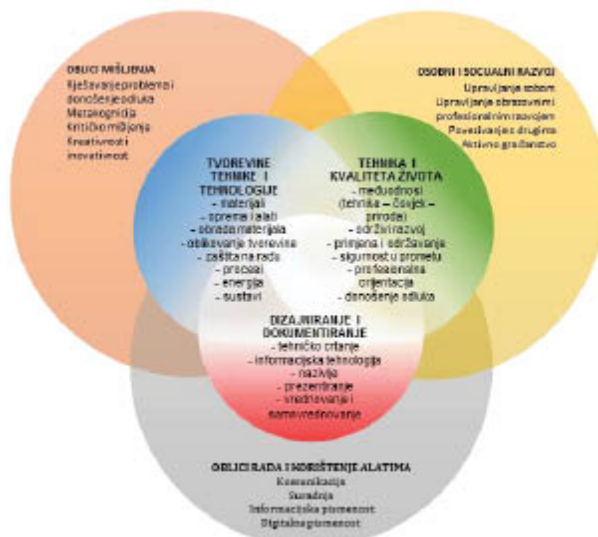 OBLICI MIŠLJENJA
Rješavanje problema i
donošenje odluka
Metakognicija
Kritičko mišljenje
Kreativnost i
inovativnost
OSOBNI I SOCIJALNI RAZVOJ
Upravljanje sobom
Upravljanje obrazovnim i
profesionalnim razvojem
Povezivanje s drugima
Aktivno građanstvo
TVOREVINE
TEHNIKE I
TEHNOLOGIJE
- materijali
- oprema i alati
- obrada materijala
- oblikovanje tvorevine
- zaštita na radu
- procesi
- energija
- sustavi
TEHNIKA I
KVALITETA ŽIVOTA
- međuodnosi
(tehnika – čovjek –
priroda)
- održivi razvoj
- primjena i održavanje
- sigurnost u prometu
- profesionalna
orijentacija
- donošenje odluka
DIZAJNIRANJE I
DOKUMENTIRANJE
- tehničko crtanje
- informacijska tehnologija
- nazivlje
- prezentiranje
- vrednovanje i
samovrednovanje
OBLICI RADA I KORIŠTENJE ALATIMA
Komunikacija
Suradnja
Informacijska pismenost
Digitalna pismenost